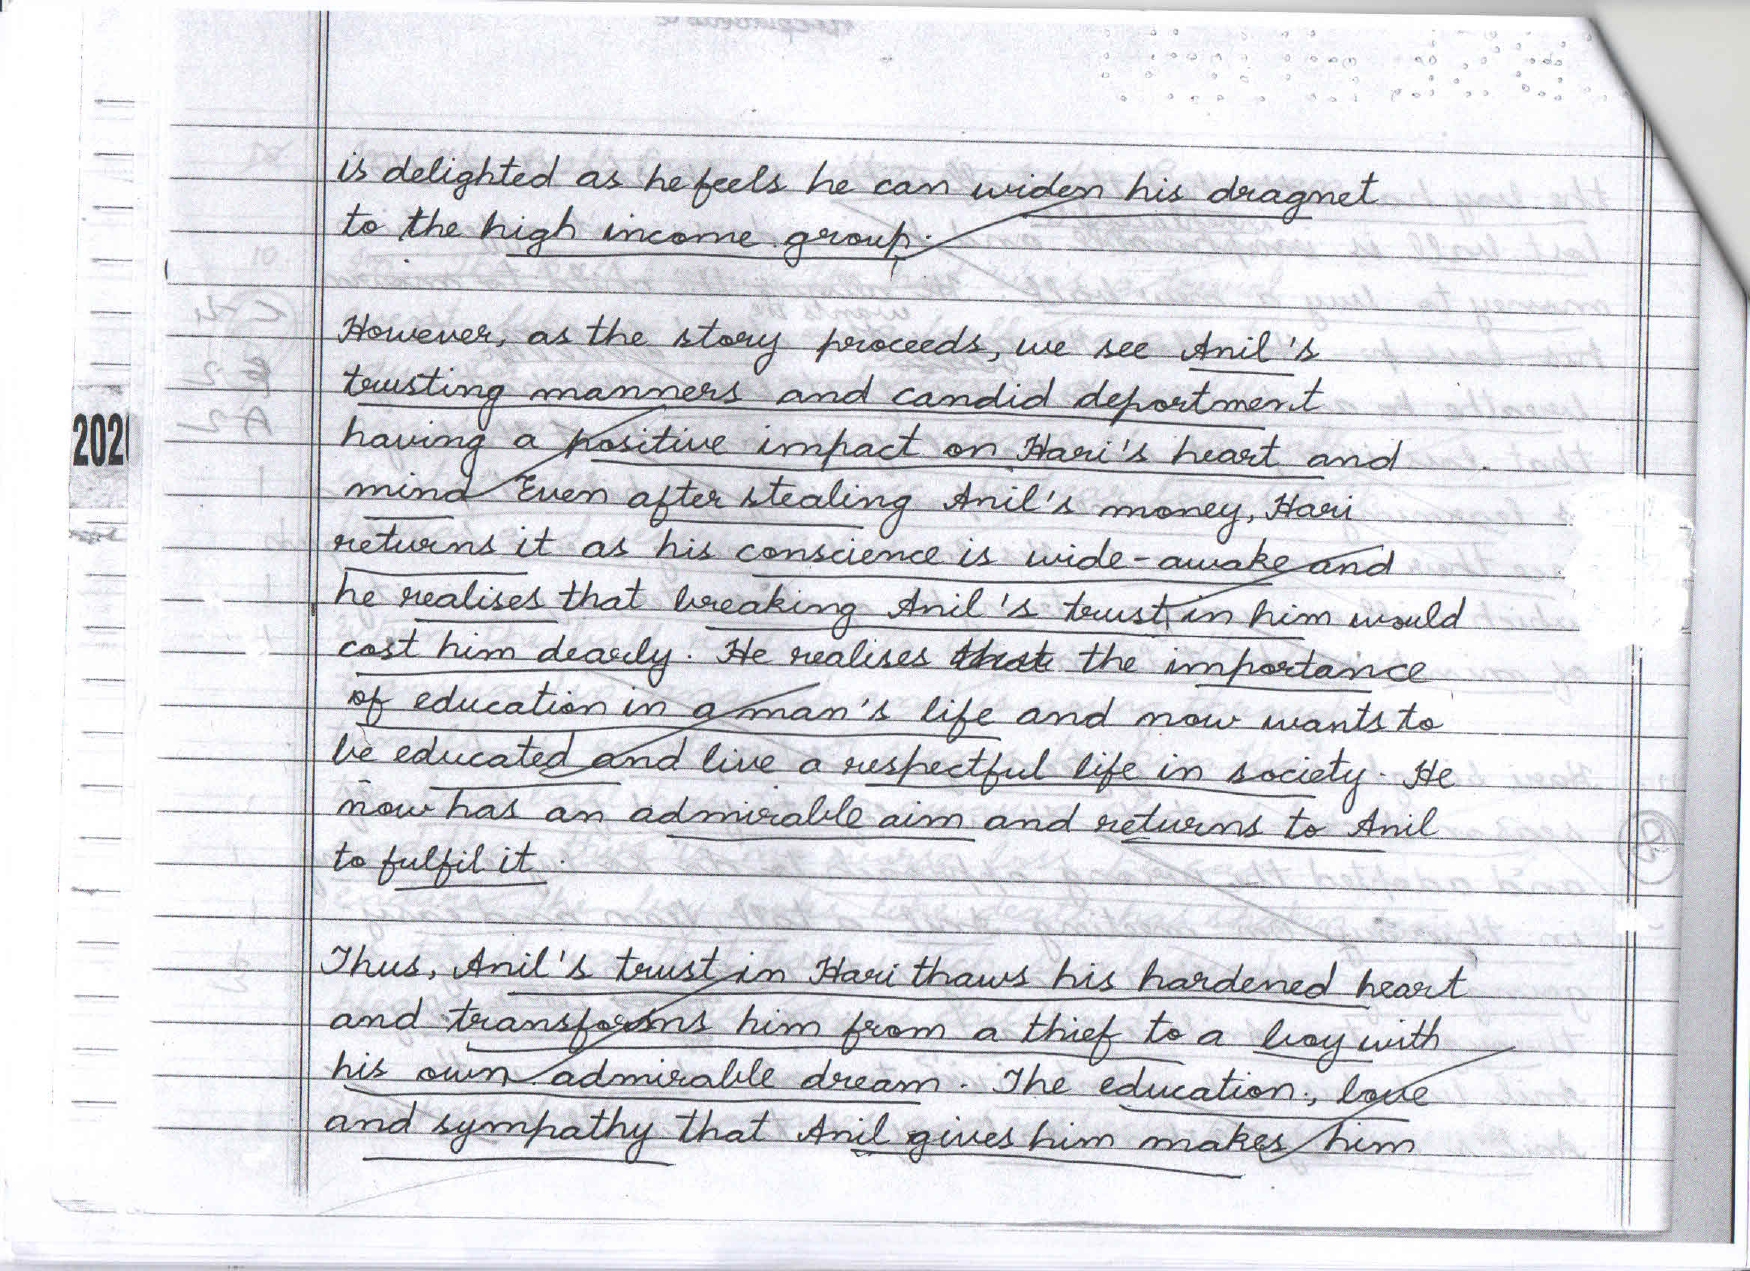 is delighted as he feels he can widen his dragnet
to the high income group.
However, as the story proceeds, we see Anil's
trusting manners and candid deportment
having a positive impact on Hari's heart and
202
mind Even after stealing Anil's money, Hari
returns it as his conscience is wide-awake and
he realises that breaking Anil's trust in him would
cost him dearly. He realises that the importance
of education in a man's life and now wants to
be educated and live a respectful life in society. He
now has an admirable aim and returns to Anil
to fulfil it.
Thus, Anil's trust in Hari thaws his hardened heart
and transforms him from a thief to a boy with
his own admirable dream. The education, love
and sympathy that Anil gives him makes him